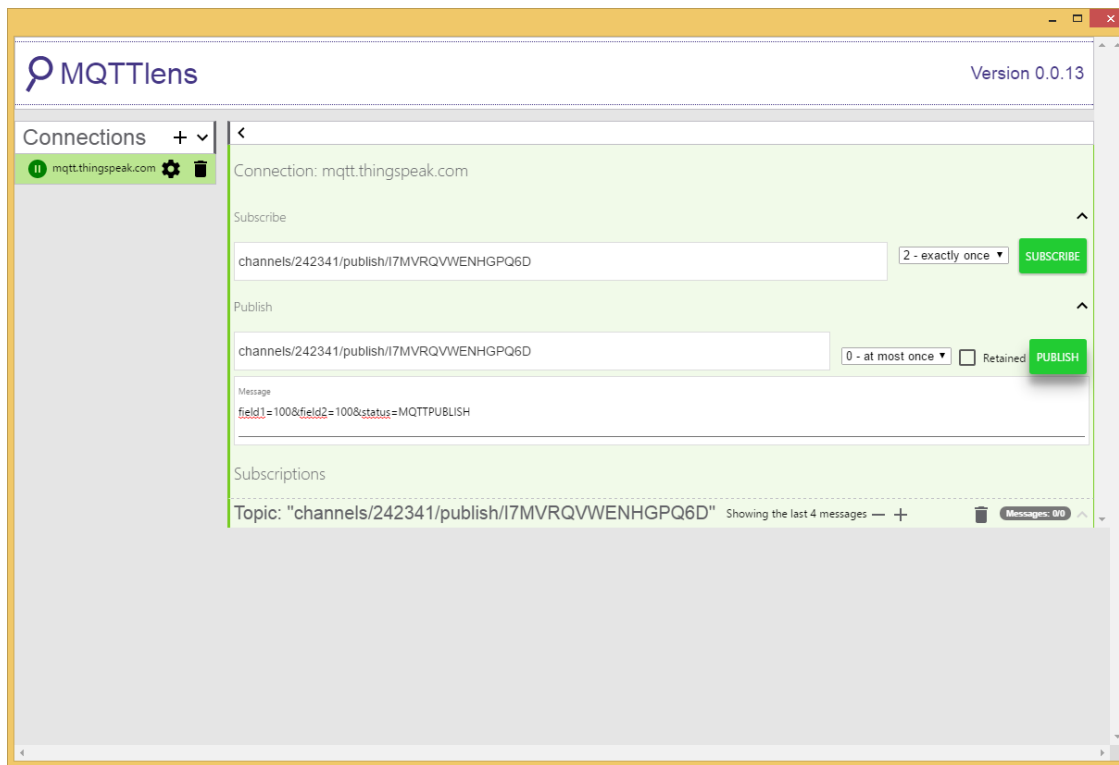 MQTTlens
Version 0.0.13
Connections
mqtt.thingspeak.com
Connection: mqtt.thingspeak.com
Subscribe
channels/242341/publish/I7MVRQVWENHGPQ6D
2 - exactly once
SUBSCRIBE
Publish
channels/242341/publish/I7MVRQVWENHGPQ6D
0 - at most once
Retained
PUBLISH
Message
field1=100&field2=100&status=MQTTPUBLISH
Subscriptions
Topic: "channels/242341/publish/I7MVRQVWENHGPQ6D" Showing the last 4 messages
Messages: 0/0